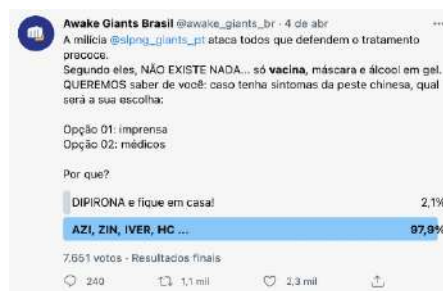 Awake Giants Brasil @awake_giants_br · 4 de abr
A milícia @slpng_giants_pt ataca todos que defendem o tratamento
precoce.
Segundo eles, NÃO EXISTE NADA... só vacina, máscara e álcool em gel.
QUEREMOS saber de você: caso tenha sintomas da peste chinesa, qual
será a sua escolha:
Opção 01: imprensa
Opção 02: médicos
Por que?
DIPIRONA e fique em casa! 2,1%
AZI, ZIN, IVER, HC ... 97,9%
7.651 votos · Resultados finais
240 1,1 mil 2,3 mil